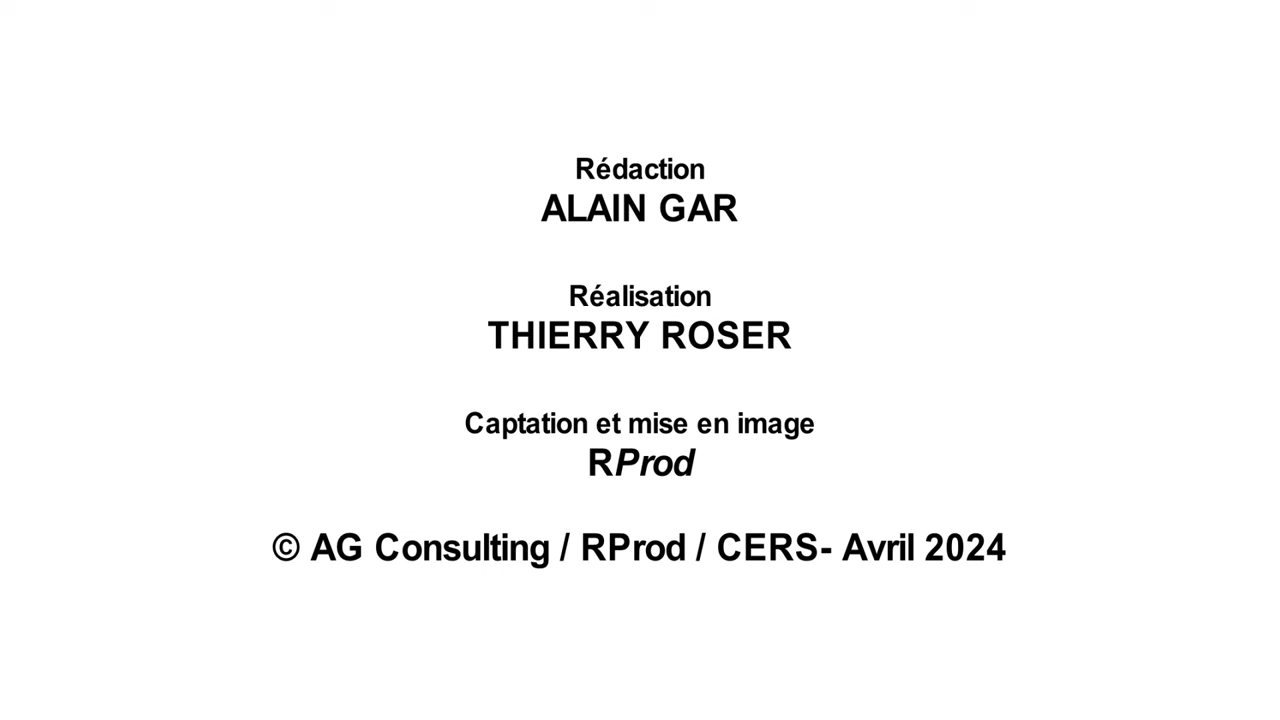 Rédaction
ALAIN GAR
Réalisation
THIERRY ROSER
Captation et mise en image
RProd
© AG Consulting / RProd / CERS- Avril 2024